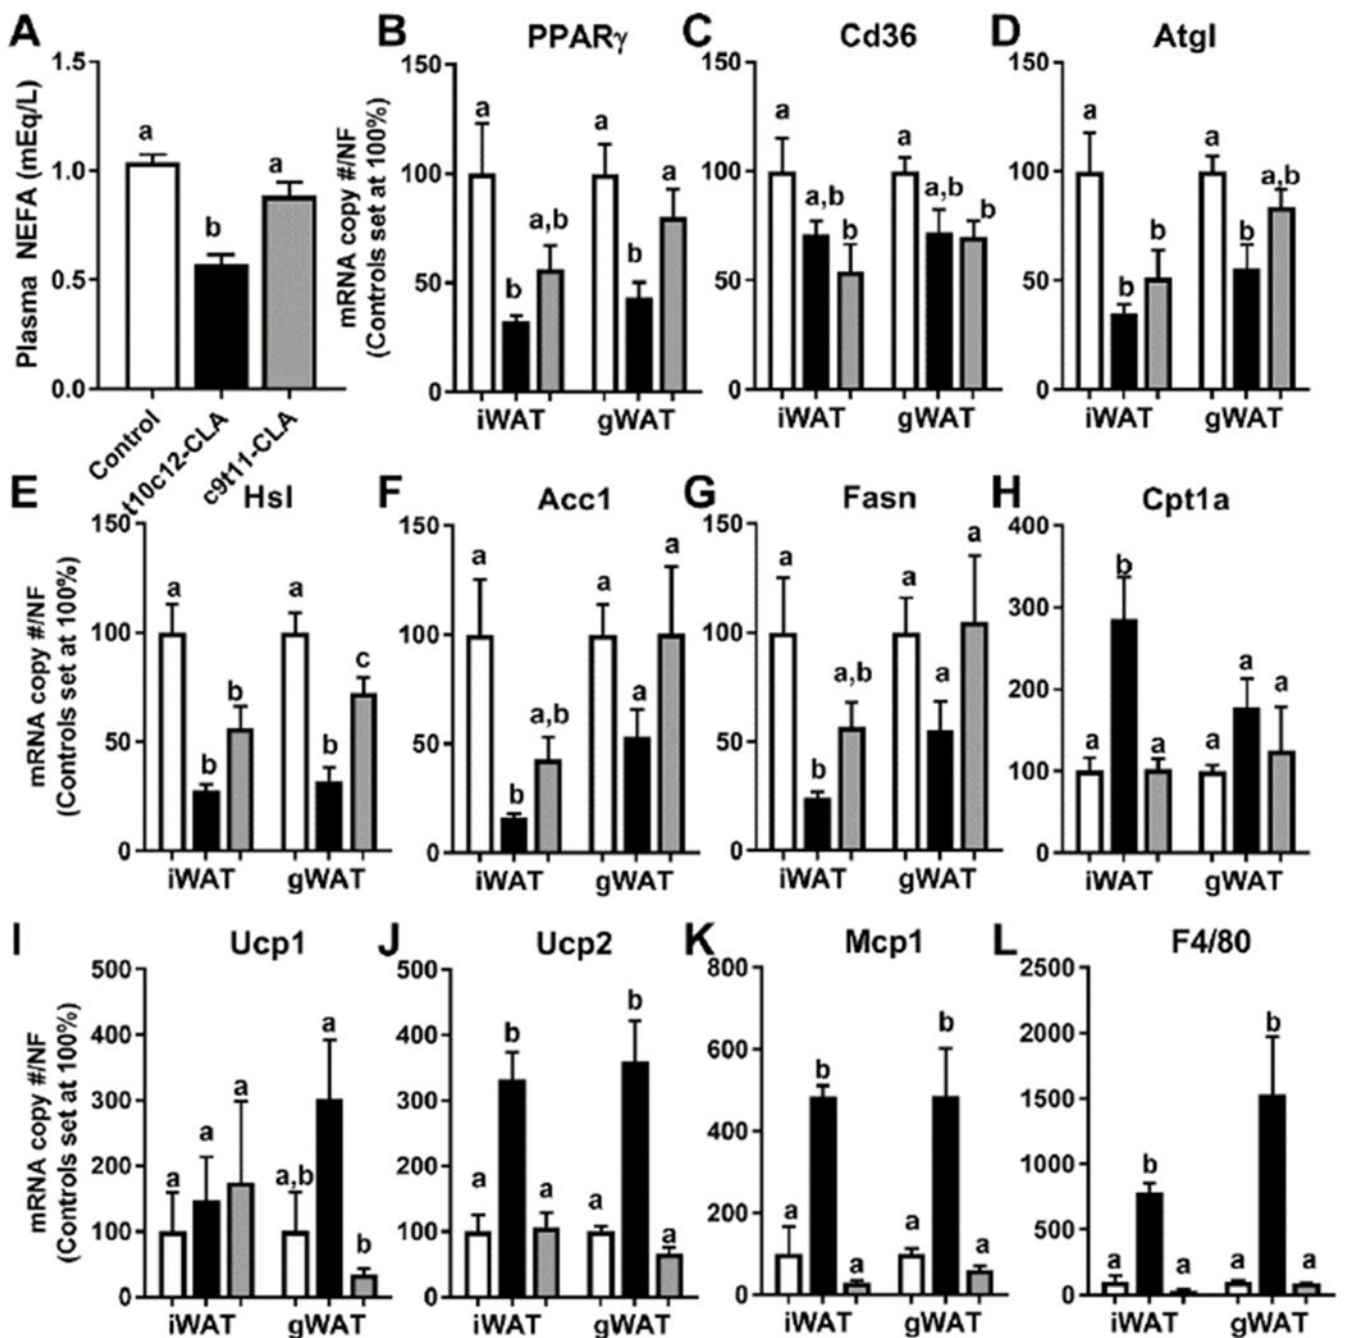 A
Plasma NEFA (mEq/L)
1.5
1.0
0.5
0.0
a
b
a
Control
t10c12-CLA
c9t11-CLA
B
PPARγ
mRNA copy #/NF
(Controls set at 100%)
150
100
50
0
a
b
a,b
a
b
a
iWAT
gWAT
C
Cd36
150
100
50
0
a
a,b
b
a
a,b
b
iWAT
gWAT
D
Atgl
150
100
50
0
a
b
b
a
b
a,b
iWAT
gWAT
E
Hsl
mRNA copy #/NF
(Controls set at 100%)
150
100
50
0
a
b
b
a
b
c
iWAT
gWAT
F
Acc1
150
100
50
0
a
b
a,b
a
a
a
iWAT
gWAT
G
Fasn
150
100
50
0
a
b
a,b
a
a
a
iWAT
gWAT
H
Cpt1a
400
300
200
100
0
a
b
a
a
a
a
iWAT
gWAT
I
Ucp1
mRNA copy #/NF
(Controls set at 100%)
500
400
300
200
100
0
a
a
a
a,b
a
b
iWAT
gWAT
J
Ucp2
500
400
300
200
100
0
a
b
a
a
b
a
iWAT
gWAT
K
Mcp1
800
600
400
200
0
a
b
a
a
b
a
iWAT
gWAT
L
F4/80
2500
2000
1500
1000
500
0
a
b
a
a
b
a
iWAT
gWAT